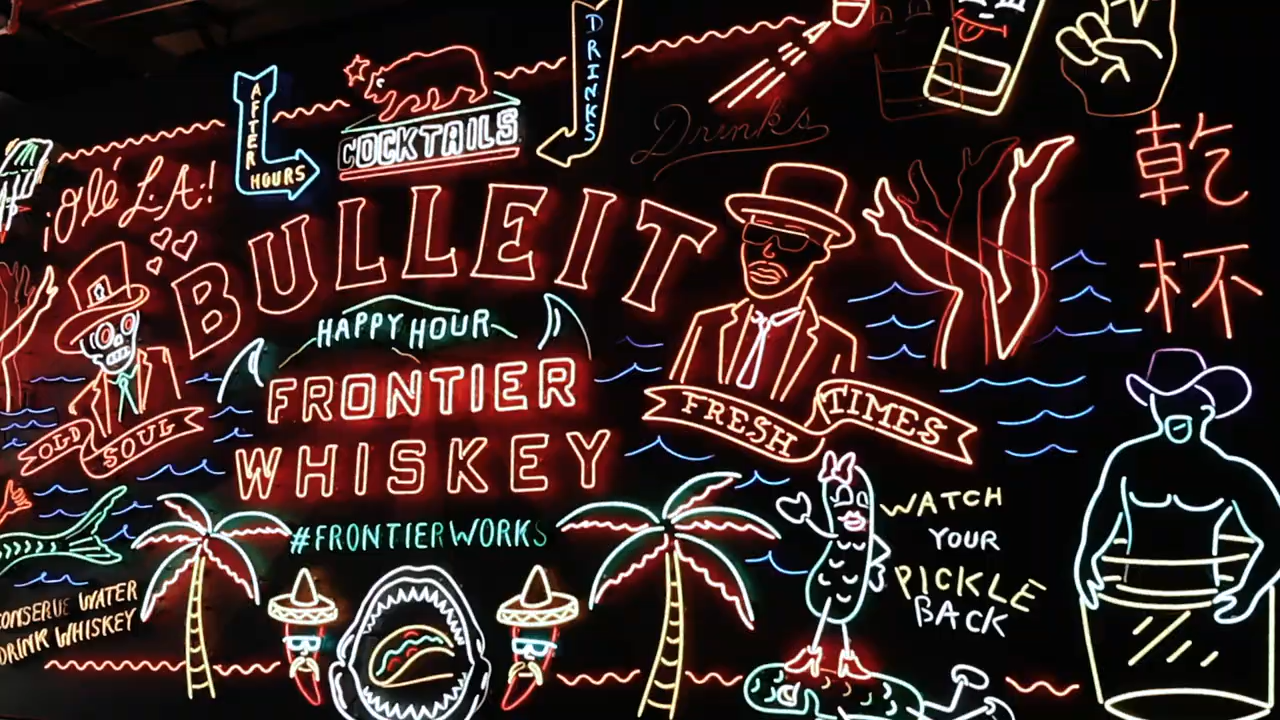 DRINKS
AFTER
HOURS
COCKTAILS
Drinks
¡Olé L.A.!
乾
杯
BULLEIT
HAPPY HOUR
FRONTIER
WHISKEY
OLD SOUL
FRESH TIMES
#FRONTIERWORKS
WATCH
YOUR
PICKLE
BACK
CONSERVE WATER
DRINK WHISKEY